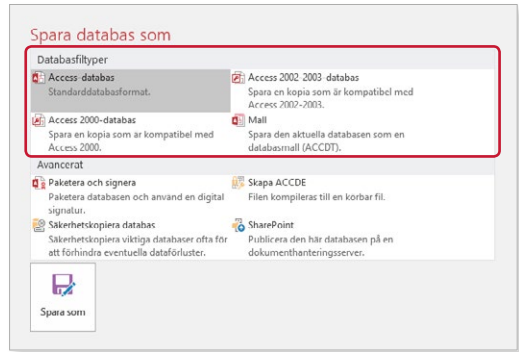 Spara databas som
Databasfiltyper
Access-databas
Standarddatabasformat.
Access 2002-2003-databas
Spara en kopia som är kompatibel med
Access 2002-2003.
Access 2000-databas
Spara en kopia som är kompatibel med
Access 2000.
Mall
Spara den aktuella databasen som en
databasmall (ACCDT).
Avancerat
Paketera och signera
Paketera databasen och använd en digital
signatur.
Skapa ACCDE
Filen kompileras till en körbar fil.
Säkerhetskopiera databas
Säkerhetskopiera viktiga databaser ofta för
att förhindra eventuella dataförluster.
SharePoint
Publicera den här databasen på en
dokumenthanteringsserver.
Spara som